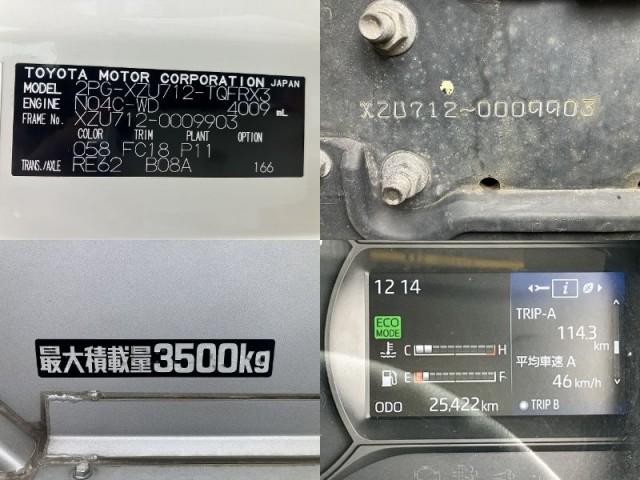 TOYOTA MOTOR CORPORATION JAPAN
MODEL 2PG-XZU712-TQFRX3
ENGINE N04C-WD 4009 mL
FRAME No. XZU712-0009903
COLOR TRIM PLANT OPTION
058 FC18 P11
TRANS./AXLE RE62 B08A 166
XZU712-0009903
最大積載量3500kg
12 14
TRIP-A
114.3
km
ECO
MODE
C H
平均車速 A
46 km/h
E F
ODO 25,422 km
TRIP B